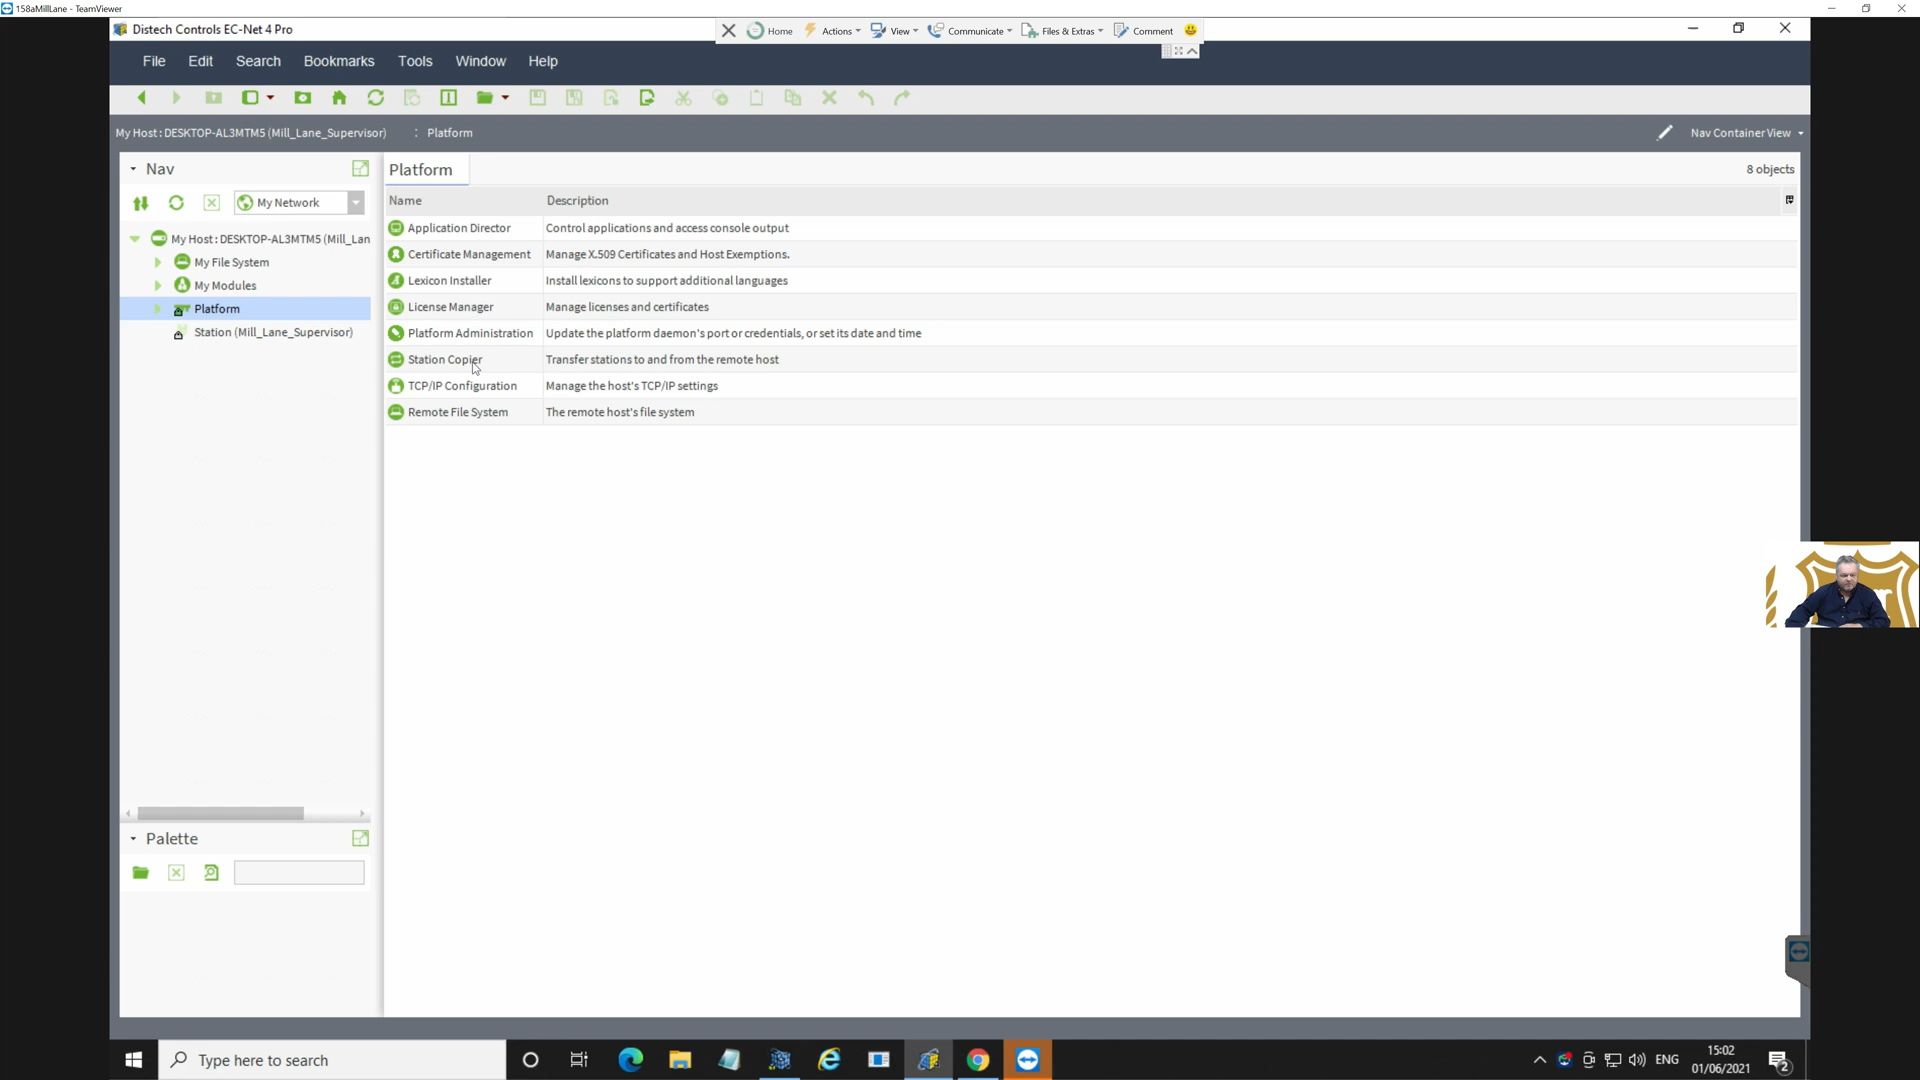 158aMillLane - TeamViewer
Distech Controls EC-Net 4 Pro
Home Actions View Communicate Files & Extras Comment
File Edit Search Bookmarks Tools Window Help
My Host : DESKTOP-AL3MTM5 (Mill_Lane_Supervisor) : Platform
Nav Container View
Nav
My Network
My Host : DESKTOP-AL3MTM5 (Mill_Lan
My File System
My Modules
Platform
Station (Mill_Lane_Supervisor)
Palette
Platform
8 objects
Name Description
Application Director Control applications and access console output
Certificate Management Manage X.509 Certificates and Host Exemptions.
Lexicon Installer Install lexicons to support additional languages
License Manager Manage licenses and certificates
Platform Administration Update the platform daemon's port or credentials, or set its date and time
Station Copier Transfer stations to and from the remote host
TCP/IP Configuration Manage the host's TCP/IP settings
Remote File System The remote host's file system
Type here to search
ENG
15:02
01/06/2021
2